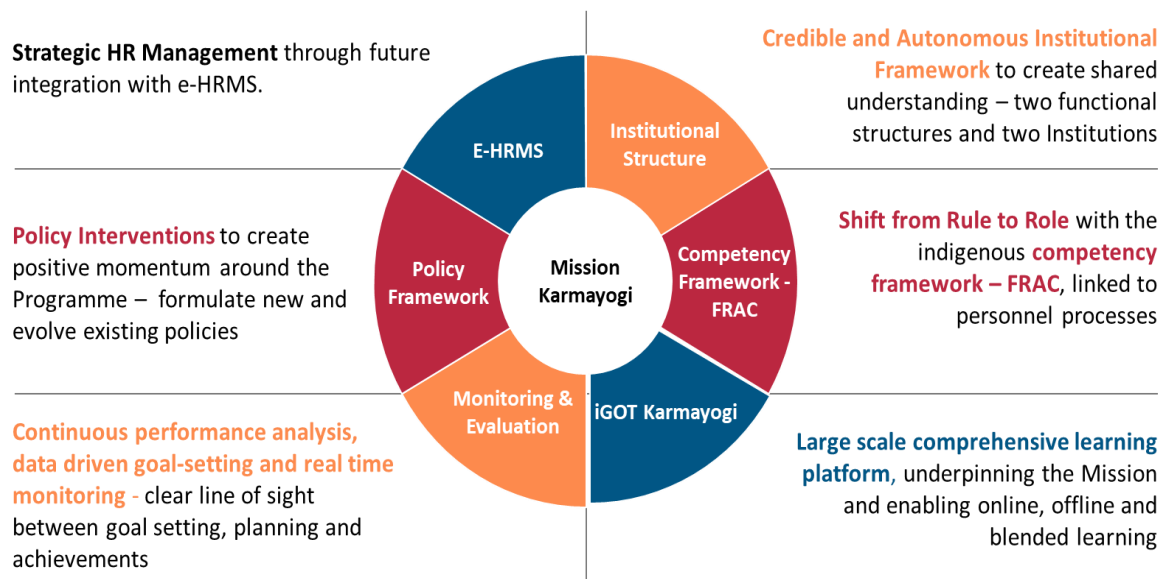 Strategic HR Management through future
integration with e-HRMS.
Credible and Autonomous Institutional
Framework to create shared
understanding – two functional
structures and two Institutions
E-HRMS
Institutional
Structure
Policy Interventions to create
positive momentum around the
Programme – formulate new and
evolve existing policies
Policy
Framework
Mission
Karmayogi
Competency
Framework -
FRAC
Shift from Rule to Role with the
indigenous competency
framework – FRAC, linked to
personnel processes
Monitoring &
Evaluation
iGOT Karmayogi
Continuous performance analysis,
data driven goal-setting and real time
monitoring - clear line of sight
between goal setting, planning and
achievements
Large scale comprehensive learning
platform, underpinning the Mission
and enabling online, offline and
blended learning